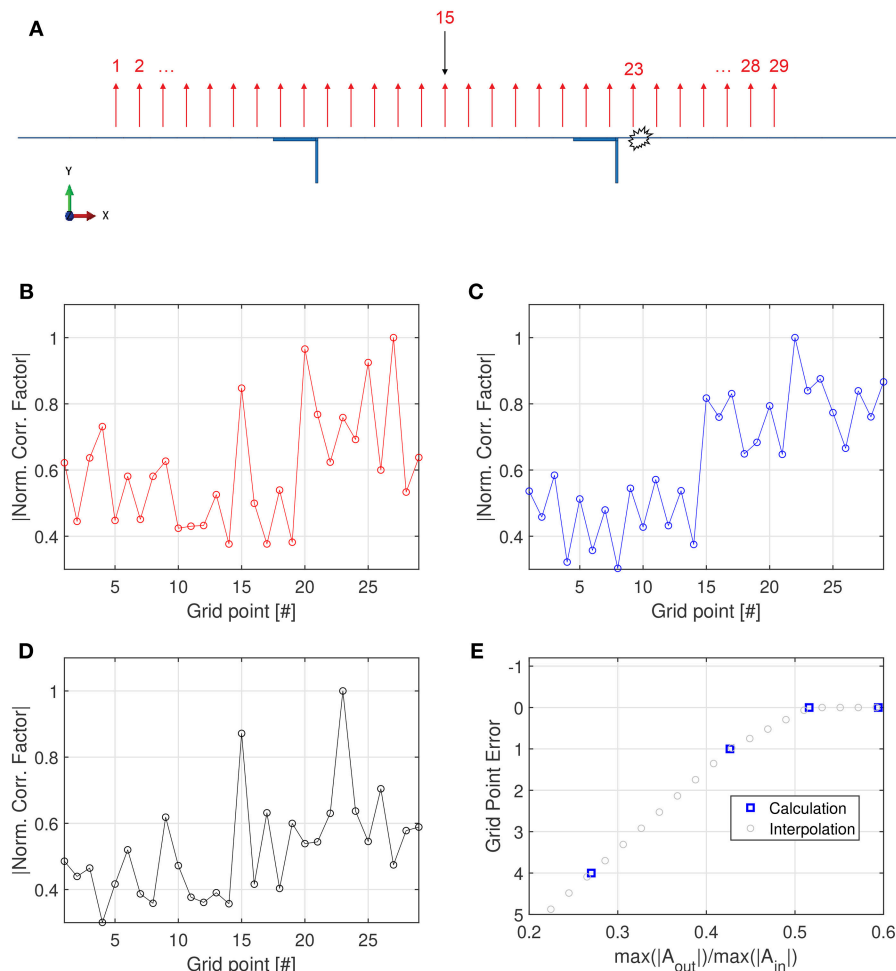 A
15
1 2 ... 23 ... 28 29
Y
X
B
|Norm. Corr. Factor|
1
0.8
0.6
0.4
5 10 15 20 25
Grid point [#]
C
|Norm. Corr. Factor|
1
0.8
0.6
0.4
5 10 15 20 25
Grid point [#]
D
|Norm. Corr. Factor|
1
0.8
0.6
0.4
5 10 15 20 25
Grid point [#]
E
Grid Point Error
-1
0
1
2
3
4
5
Calculation
Interpolation
0.2 0.3 0.4 0.5 0.6
max(|A_out|)/max(|A_in|)